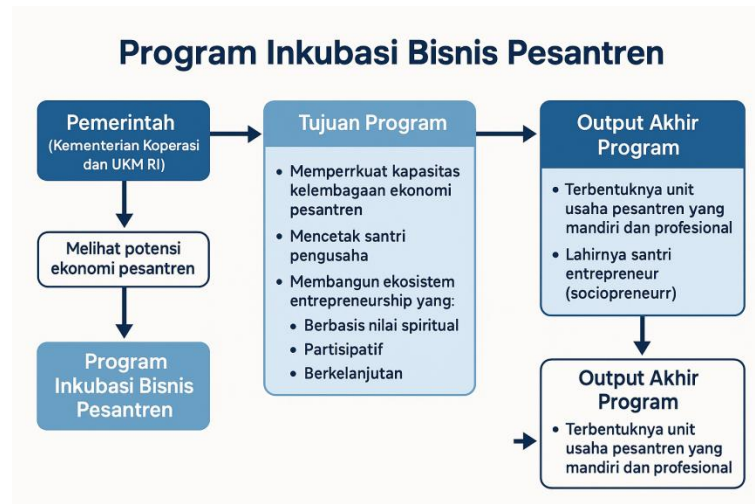 Program Inkubasi Bisnis Pesantren
Pemerintah
(Kementerian Koperasi
dan UKM RI)
Melihat potensi
ekonomi pesantren
Program
Inkubasi Bisnis
Pesantren
Tujuan Program
• Memperrkuat kapasitas
kelembagaan ekonomi
pesantren
• Mencetak santri
pengusaha
• Membangun ekosistem
entrepreneurship yang:
• Berbasis nilai spiritual
• Partisipatif
• Berkelanjutan
Output Akhir
Program
• Terbentuknya unit
usaha pesantren yang
mandiri dan profesional
• Lahirnya santri
entrepreneur
(sociopreneurr)
Output Akhir
Program
• Terbentuknya unit
usaha pesantren yang
mandiri dan profesional